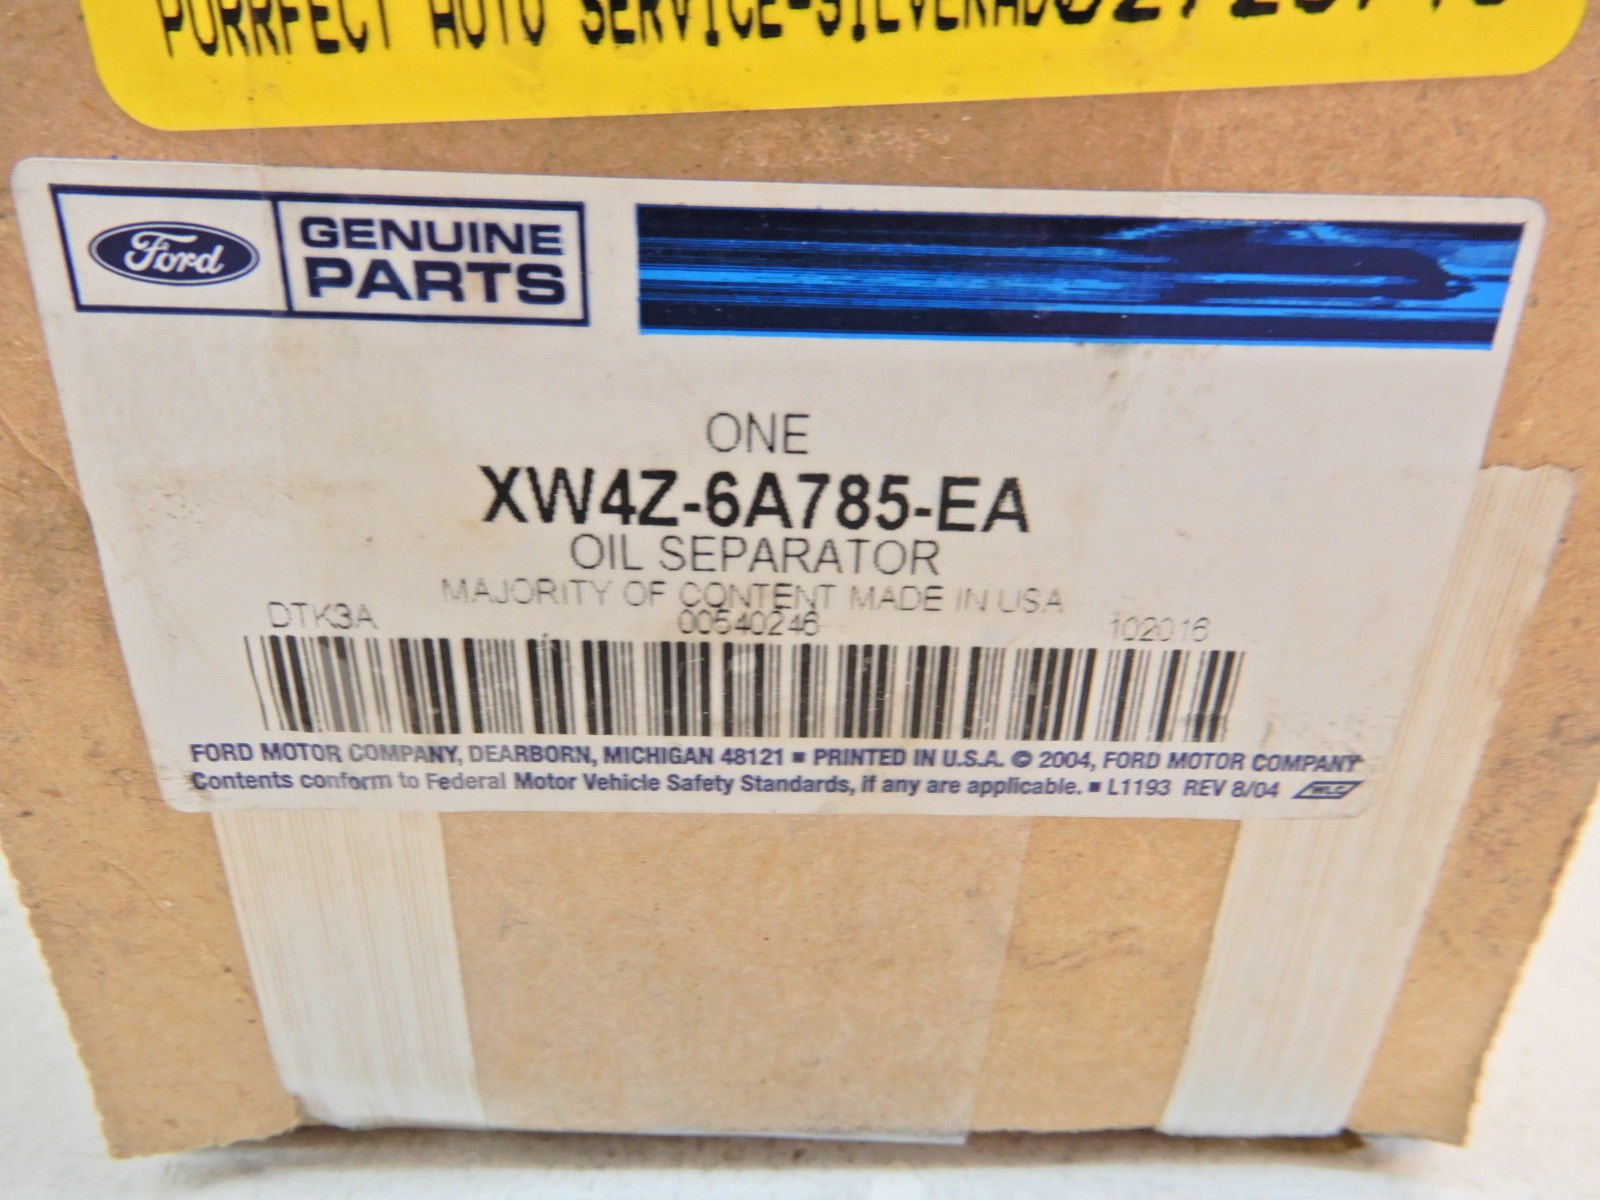 PURRFECT AUTO SERVICE-SILVERADO
Ford
GENUINE
PARTS
ONE
XW4Z-6A785-EA
OIL SEPARATOR
MAJORITY OF CONTENT MADE IN USA
DTK3A 00540246 102016
FORD MOTOR COMPANY, DEARBORN, MICHIGAN 48121 ■ PRINTED IN U.S.A. © 2004, FORD MOTOR COMPANY
Contents conform to Federal Motor Vehicle Safety Standards, if any are applicable. ■ L1193 REV 8/04 WLC